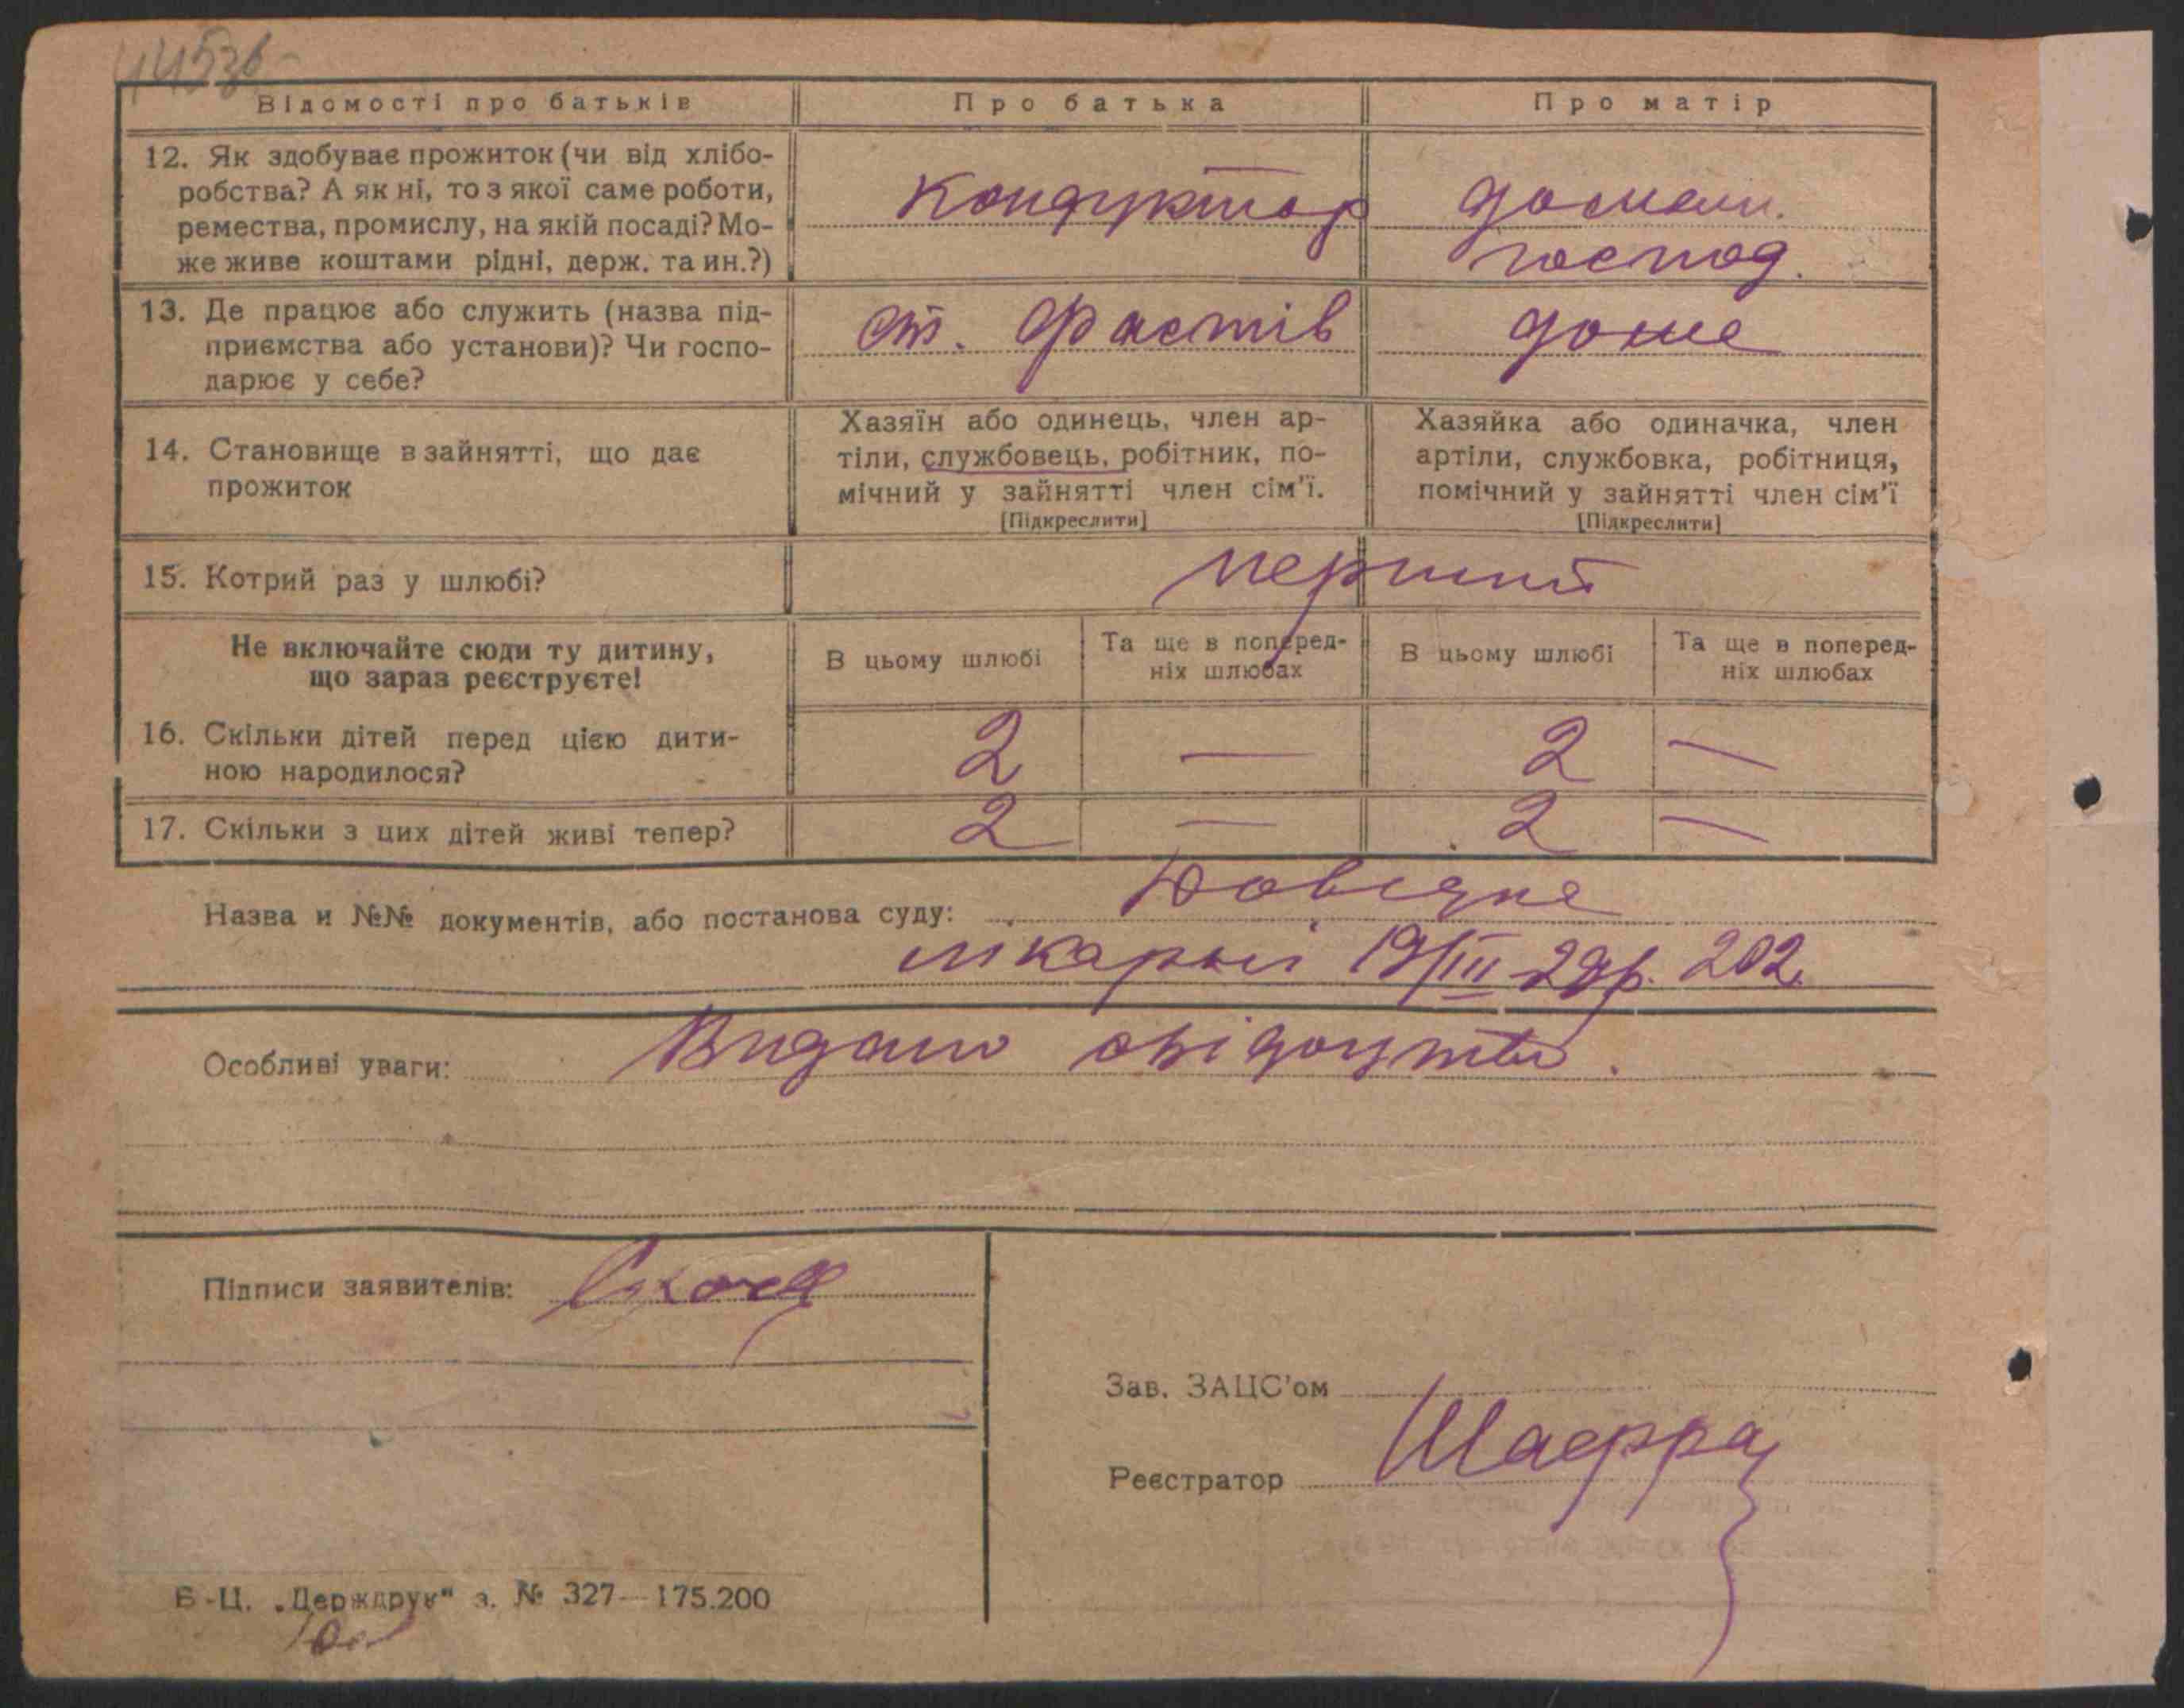 Відомості про батьків
Про батька
Про матір
12. Як здобуває прожиток (чи від хлібо-
робства? А як ні, то з якої саме роботи,
ремества, промислу, на якій посаді? Мо-
же живе коштами рідні, держ. та ин.?)
кондуктор
домашн.
господ.
13. Де працює або служить (назва під-
приємства або установи)? Чи госпо-
дарює у себе?
ст. Фастів
дома
14. Становище в зайнятті, що дає
прожиток
Хазяїн або одинець, член ар-
тіли, службовець, робітник, по-
мічний у зайнятті член сім'ї.
[Підкреслити]
Хазяйка або одиначка, член
артіли, службовка, робітниця,
помічний у зайнятті член сім'ї
[Підкреслити]
15. Котрий раз у шлюбі?
перший
Не включайте сюди ту дитину,
що зараз реєструєте!
В цьому шлюбі
Та ще в поперед-
ніх шлюбах
В цьому шлюбі
Та ще в поперед-
ніх шлюбах
16. Скільки дітей перед цією дити-
ною народилося?
2 — 2 —
17. Скільки з цих дітей живі тепер?
2 — 2 —
Назва и №№ документів, або постанова суду: Довідка
лікарні 19/III 29р. 202
Особливі уваги: Видано свідоцтво.
Підписи заявителів:
Зав. ЗАЦС'ом
Реєстратор
Б-Ц. „Держдрук" з. № 327—175.200